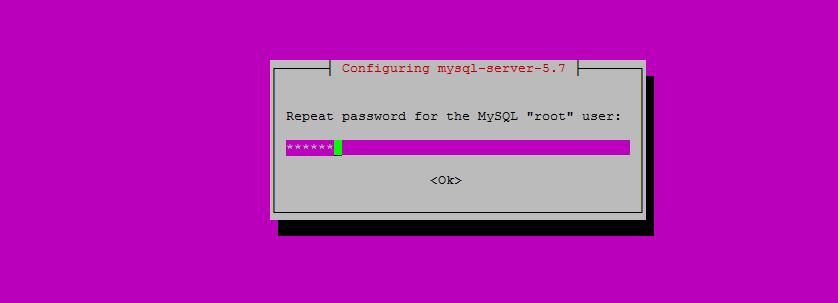 Configuring mysql-server-5.7
Repeat password for the MySQL "root" user:
******
<Ok>